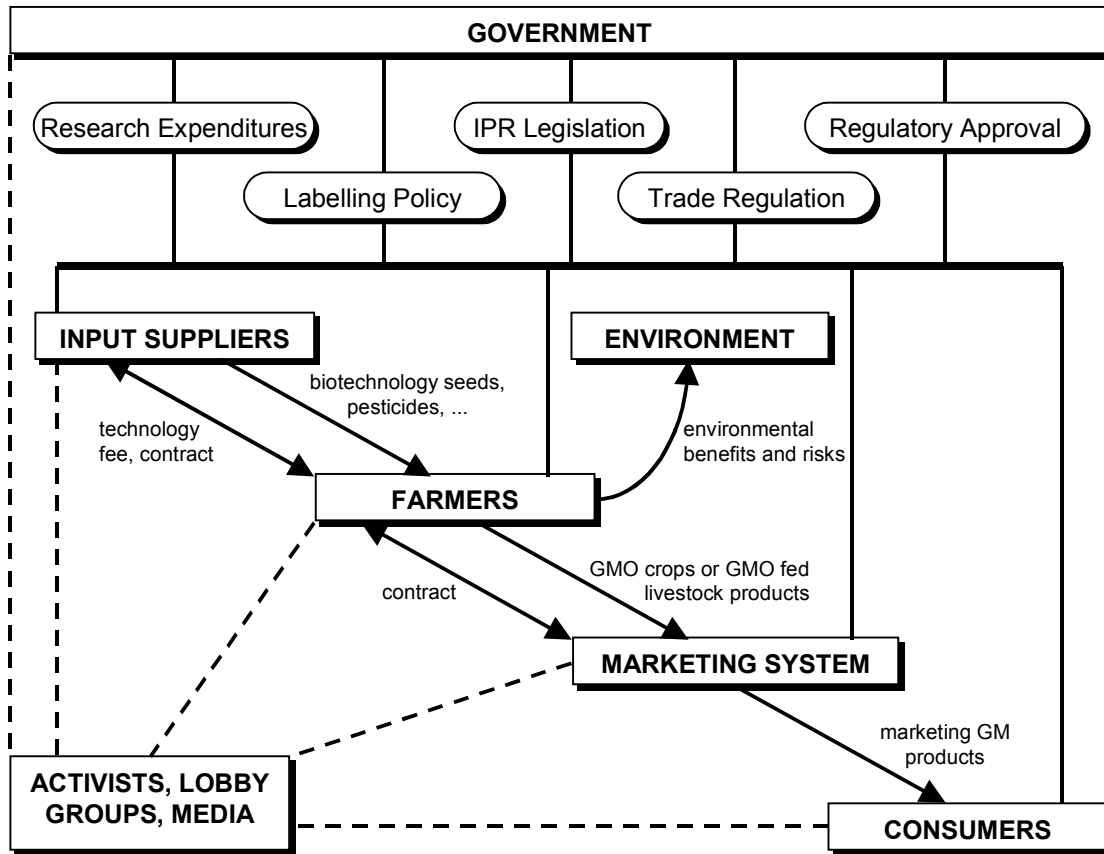 GOVERNMENT
Research Expenditures
IPR Legislation
Regulatory Approval
Labelling Policy
Trade Regulation
INPUT SUPPLIERS
ENVIRONMENT
biotechnology seeds,
pesticides, ...
technology
fee, contract
environmental
benefits and risks
FARMERS
GMO crops or GMO fed
livestock products
contract
MARKETING SYSTEM
marketing GM
products
ACTIVISTS, LOBBY
GROUPS, MEDIA
CONSUMERS